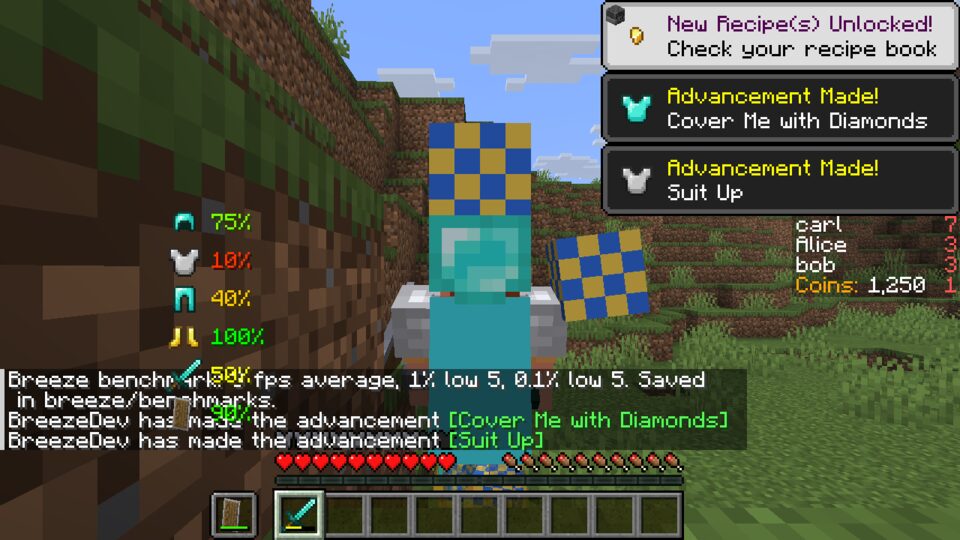 New Recipe(s) Unlocked!
Check your recipe book
Advancement Made!
Cover Me with Diamonds
Advancement Made!
Suit Up
carl 7
Alice 3
bob 3
Coins: 1,250 1
75%
10%
40%
100%
50%
90%
Breeze benchmark: fps average, 1% low 5, 0.1% low 5. Saved
in breeze/benchmarks.
BreezeDev has made the advancement [Cover Me with Diamonds]
BreezeDev has made the advancement [Suit Up]